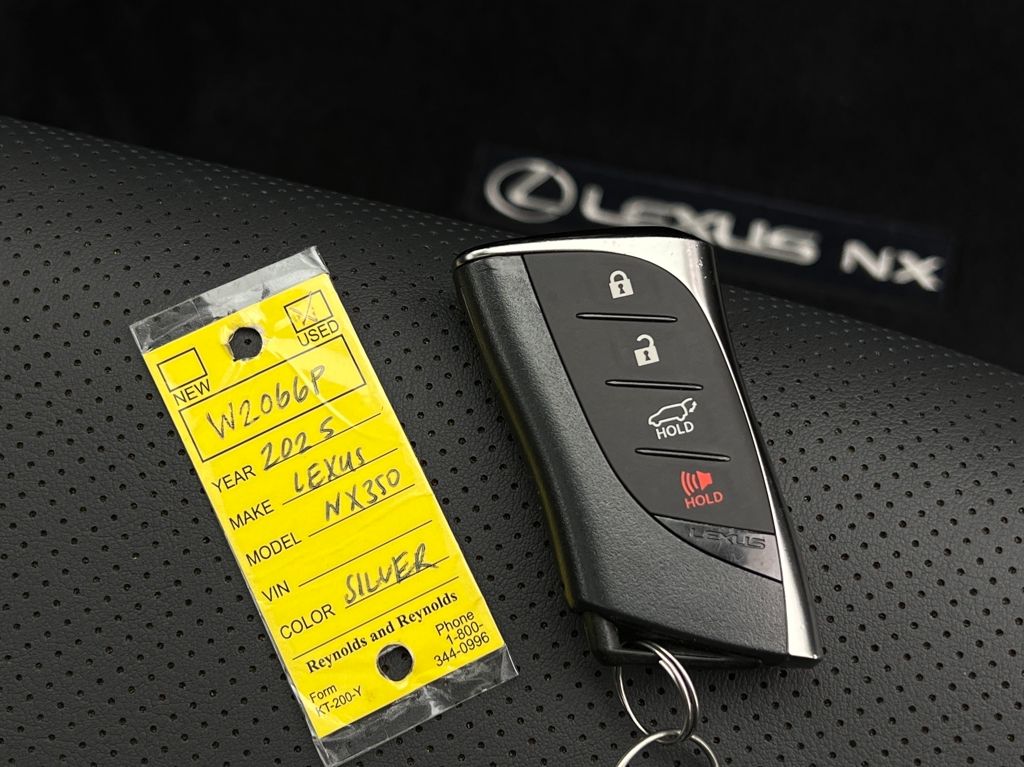 LEXUS NX
NEW
USED
W2066P
YEAR 2025
MAKE LEXUS
MODEL NX350
VIN
COLOR SILVER
Reynolds and Reynolds
Form
KT-200-Y
Phone
1-800-
344-0996
HOLD
HOLD
LEXUS